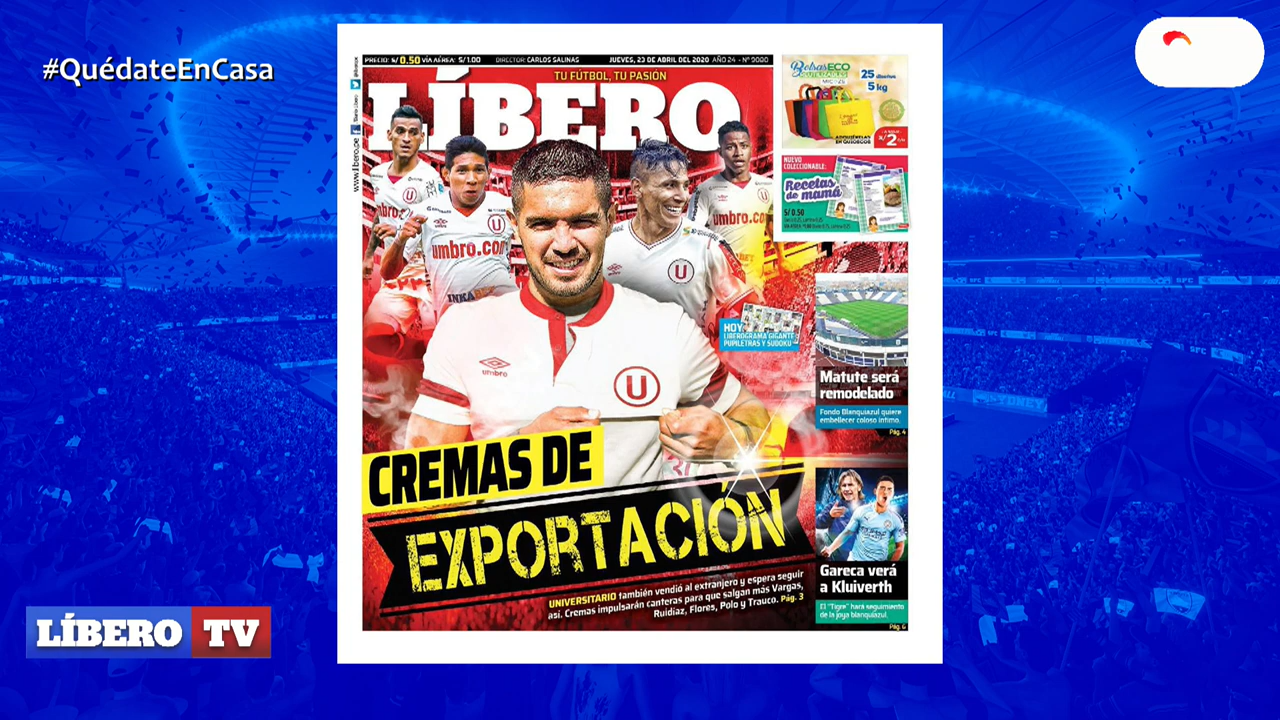 #QuédateEnCasa
PRECIO: S/ 0.50 VÍA AÉREA: S/1.00
DIRECTOR: CARLOS SALINAS
JUEVES, 23 DE ABRIL DEL 2020
AÑO 24 - N° 9000
TU FÚTBOL, TU PASIÓN
LÍBERO
www.libero.pe
BolsasECO
REUTILIZABLES
25 diseños
5 kg
S/2
NUEVO
COLECCIONABLE:
Recetas
de mamá
S/ 0.50
U
U
U
U
umbro.com
umbro
U
HOY
LIBEROGRAMA GIGANTE
PUPILETRAS Y SUDOKU
Matute será
remodelado
Fondo Blanquiazul quiere
embellecer coloso íntimo.
Pág. 4
CREMAS DE
EXPORTACIÓN
UNIVERSITARIO también vendió al extranjero y espera seguir
así. Cremas impulsarán canteras para que salgan más Vargas,
Ruidíaz, Flores, Polo y Trauco. Pág. 3
Gareca verá
a Kluiverth
El "Tigre" hará seguimiento
de la joya blanquiazul.
Pág. 6
LÍBERO TV